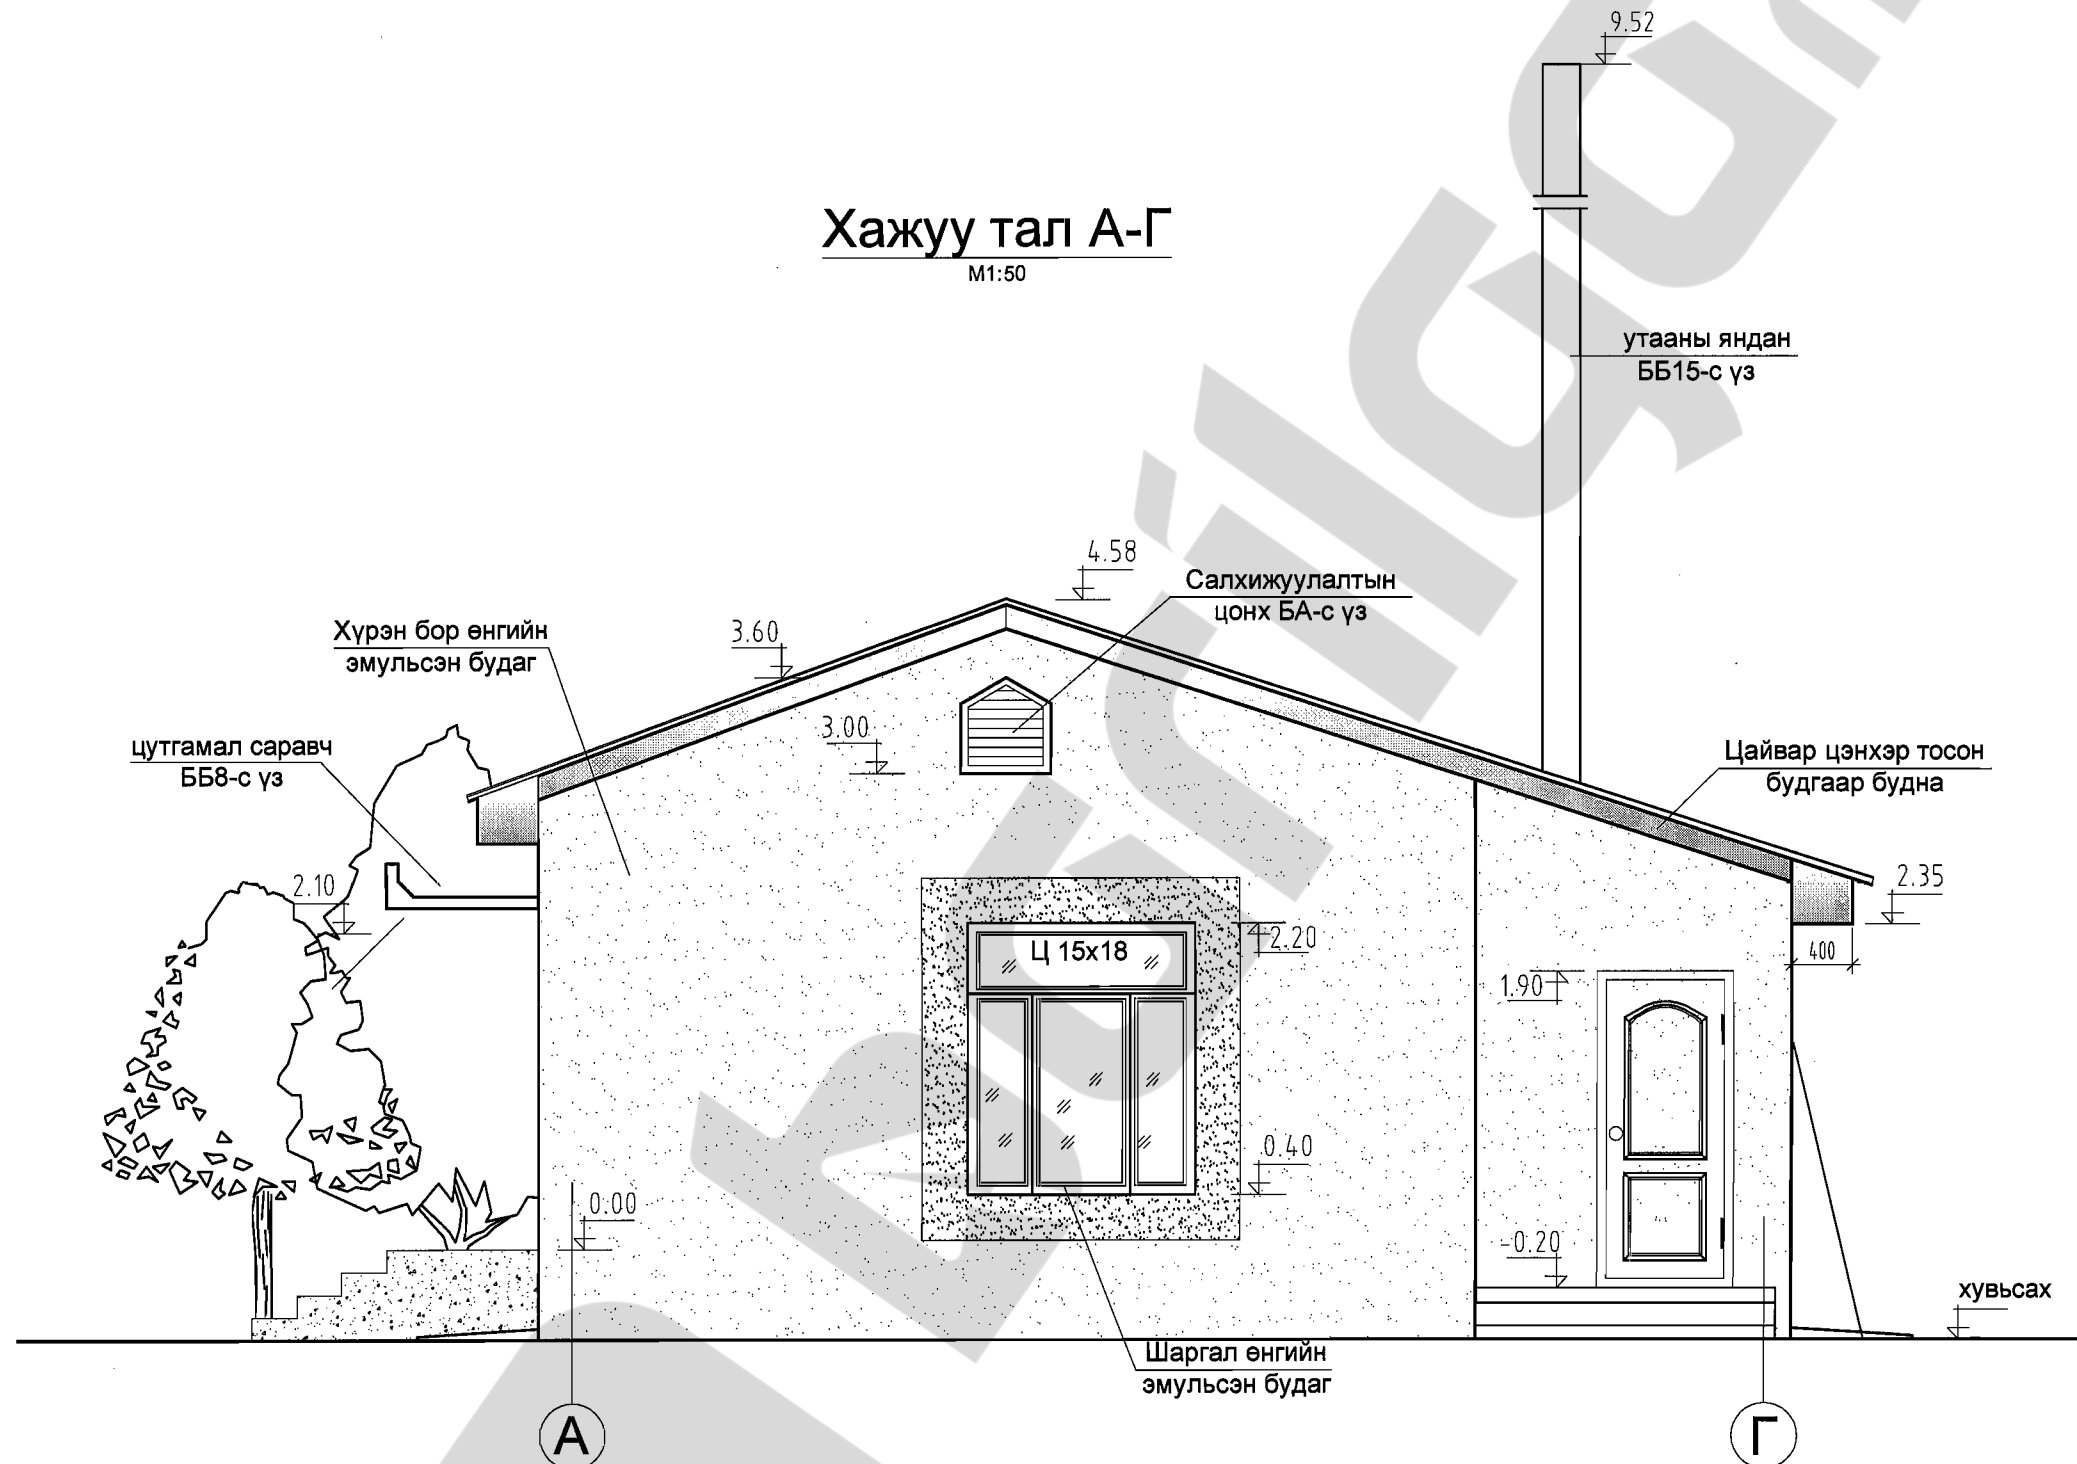 9.52
Хажуу тал А-Г
М1:50
утааны яндан
ББ15-с үз
4.58
Салхижуулалтын
цонх БА-с үз
Хүрэн бор өнгийн
эмульсэн будаг
3.60
3.00
цутгамал саравч
ББ8-с үз
Цайвар цэнхэр тосон
будгаар будна
2.10
2.35
Ц 15х18
2.20
400
1.90
0.40
0.00
-0.20
хувьсах
Шаргал өнгийн
эмульсэн будаг
А
Г